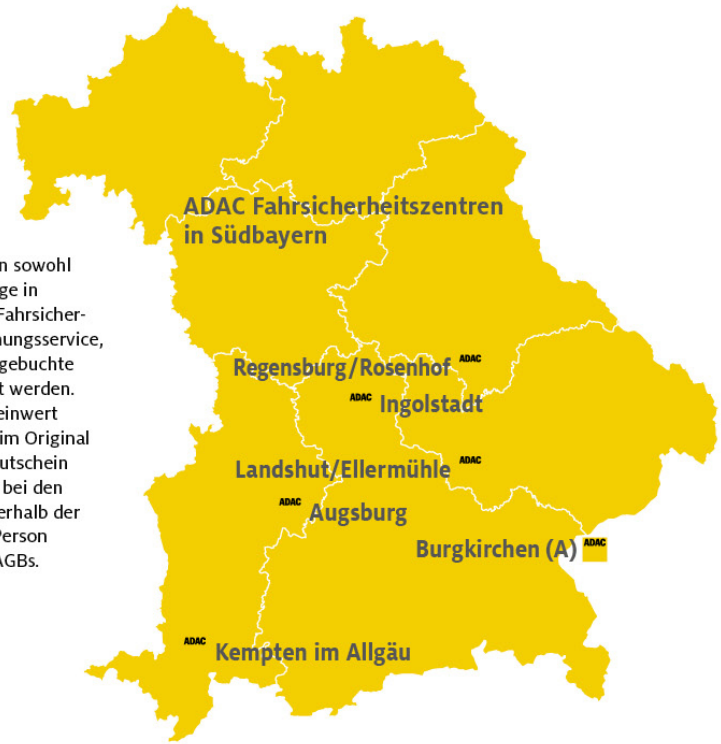 ADAC Fahrsicherheitszentren
in Südbayern
n sowohl
ge in
Fahrsicher-
nungsservice,
gebuchte
t werden.
einwert
im Original
utschein
bei den
erhalb der
Person
AGBs.
Regensburg/Rosenhof ADAC
ADAC Ingolstadt
Landshut/Ellermühle ADAC
ADAC Augsburg
Burgkirchen (A) ADAC
ADAC Kempten im Allgäu